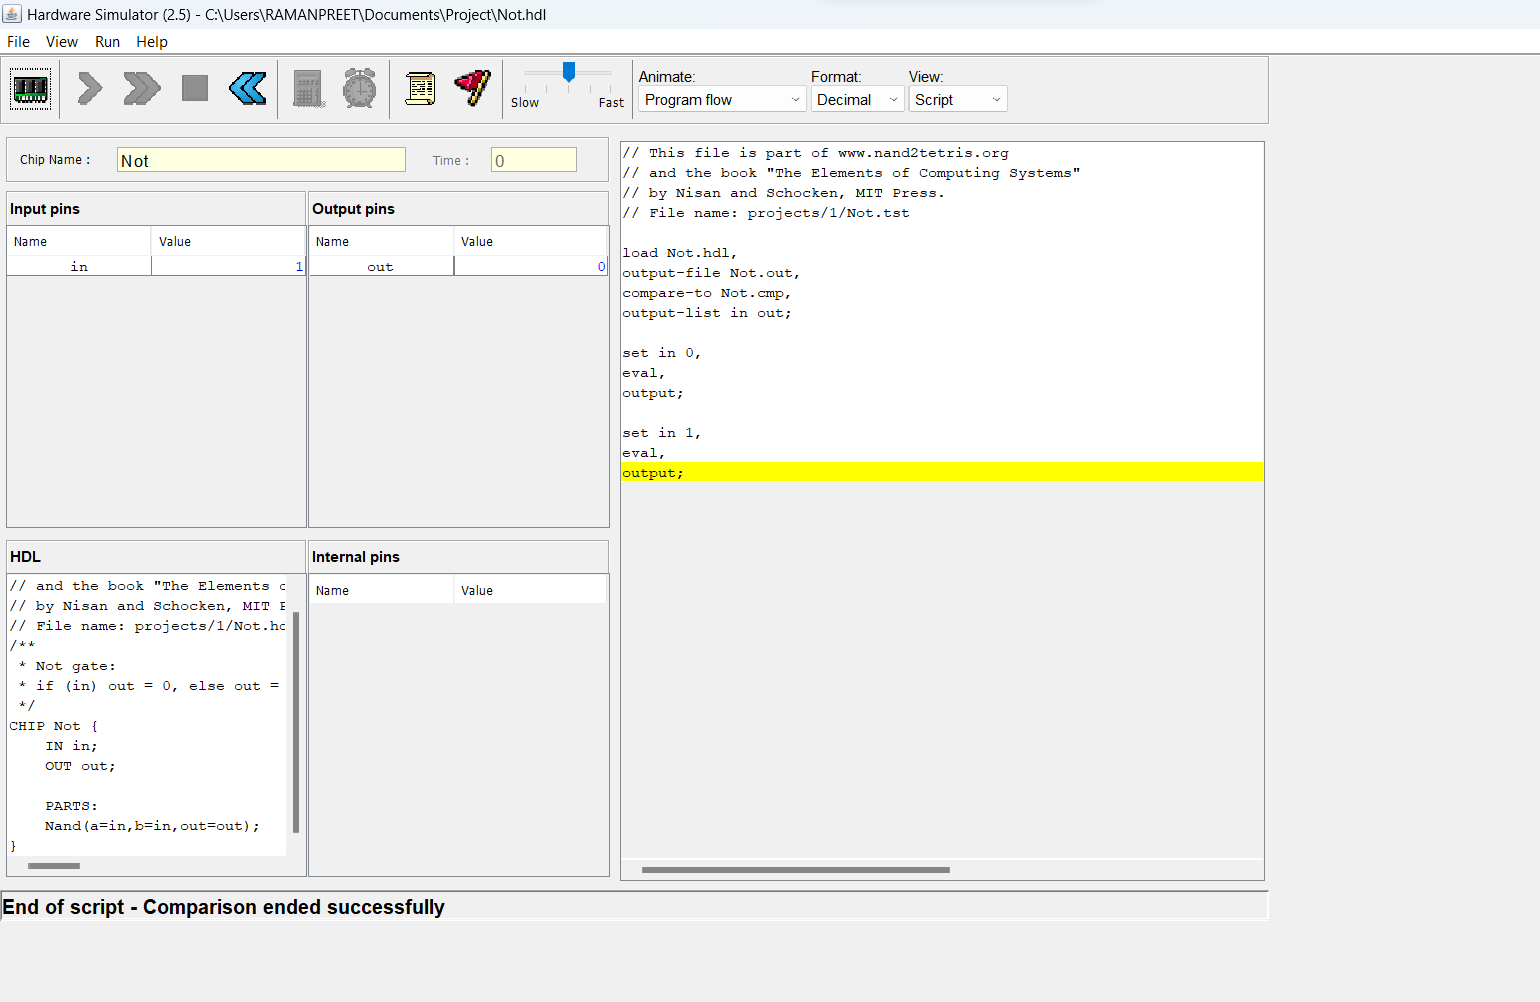 Hardware Simulator (2.5) - C:\Users\RAMANPREET\Documents\Project\Not.hdl
File View Run Help
Slow Fast
Animate: Format: View:
Program flow Decimal Script
Chip Name : Not Time : 0
Input pins
Name Value
in 1
Output pins
Name Value
out 0
HDL
// and the book "The Elements
// by Nisan and Schocken, MIT
// File name: projects/1/Not.
/**
* Not gate:
* if (in) out = 0, else out =
*/
CHIP Not {
IN in;
OUT out;
PARTS:
Nand(a=in,b=in,out=out);
}
Internal pins
Name Value
// This file is part of www.nand2tetris.org
// and the book "The Elements of Computing Systems"
// by Nisan and Schocken, MIT Press.
// File name: projects/1/Not.tst
load Not.hdl,
output-file Not.out,
compare-to Not.cmp,
output-list in out;
set in 0,
eval,
output;
set in 1,
eval,
output;
End of script - Comparison ended successfully